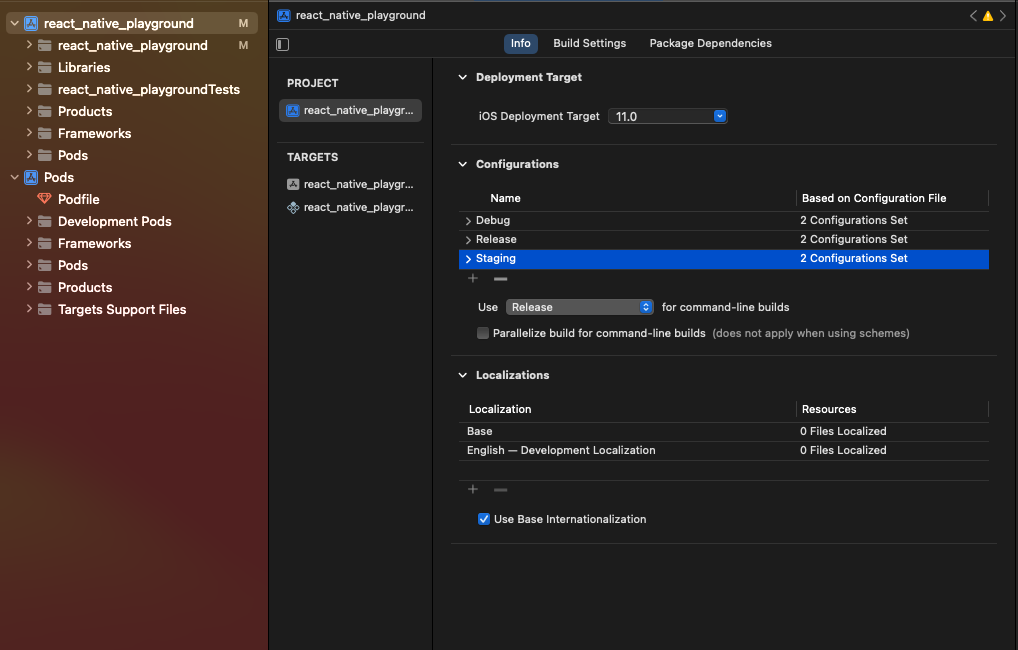 react_native_playground M
react_native_playground M
Libraries
react_native_playgroundTests
Products
Frameworks
Pods
Pods
Podfile
Development Pods
Frameworks
Pods
Products
Targets Support Files
react_native_playground
Info Build Settings Package Dependencies
PROJECT
react_native_playgr...
TARGETS
react_native_playgr...
react_native_playgr...
Deployment Target
iOS Deployment Target 11.0
Configurations
Name Based on Configuration File
Debug 2 Configurations Set
Release 2 Configurations Set
Staging 2 Configurations Set
Use Release for command-line builds
Parallelize build for command-line builds (does not apply when using schemes)
Localizations
Localization Resources
Base 0 Files Localized
English — Development Localization 0 Files Localized
Use Base Internationalization